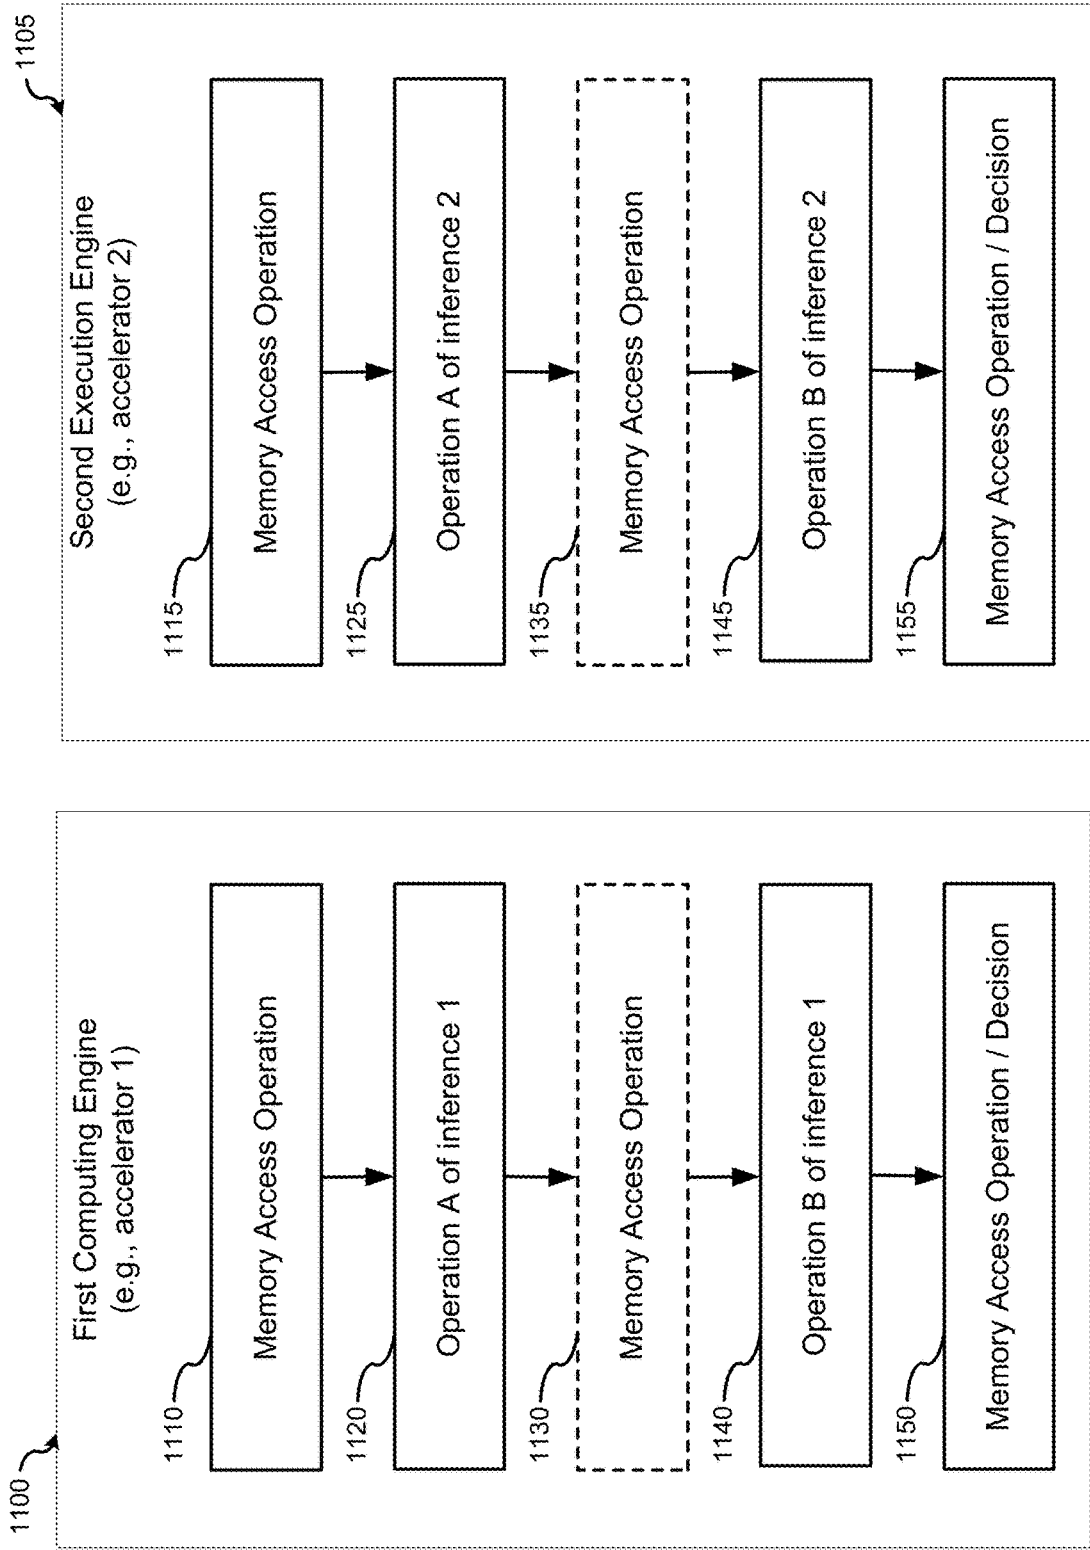 1100
First Computing Engine
(e.g., accelerator 1)
1110
Memory Access Operation
1120
Operation A of inference 1
1130
Memory Access Operation
1140
Operation B of inference 1
1150
Memory Access Operation / Decision
1105
Second Execution Engine
(e.g., accelerator 2)
1115
Memory Access Operation
1125
Operation A of inference 2
1135
Memory Access Operation
1145
Operation B of inference 2
1155
Memory Access Operation / Decision